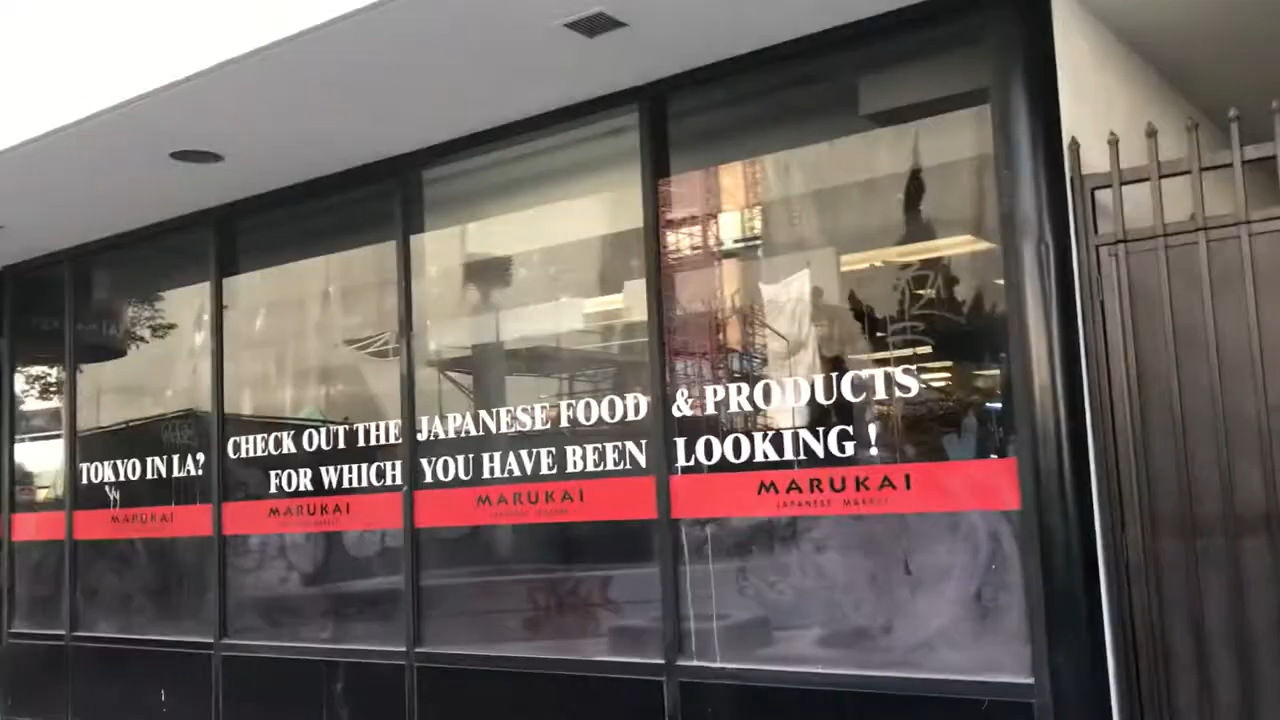 TOKYO IN LA? CHECK OUT THE JAPANESE FOOD & PRODUCTS
FOR WHICH YOU HAVE BEEN LOOKING !
MARUKAI MARUKAI MARUKAI MARUKAI
JAPANESE MARKET